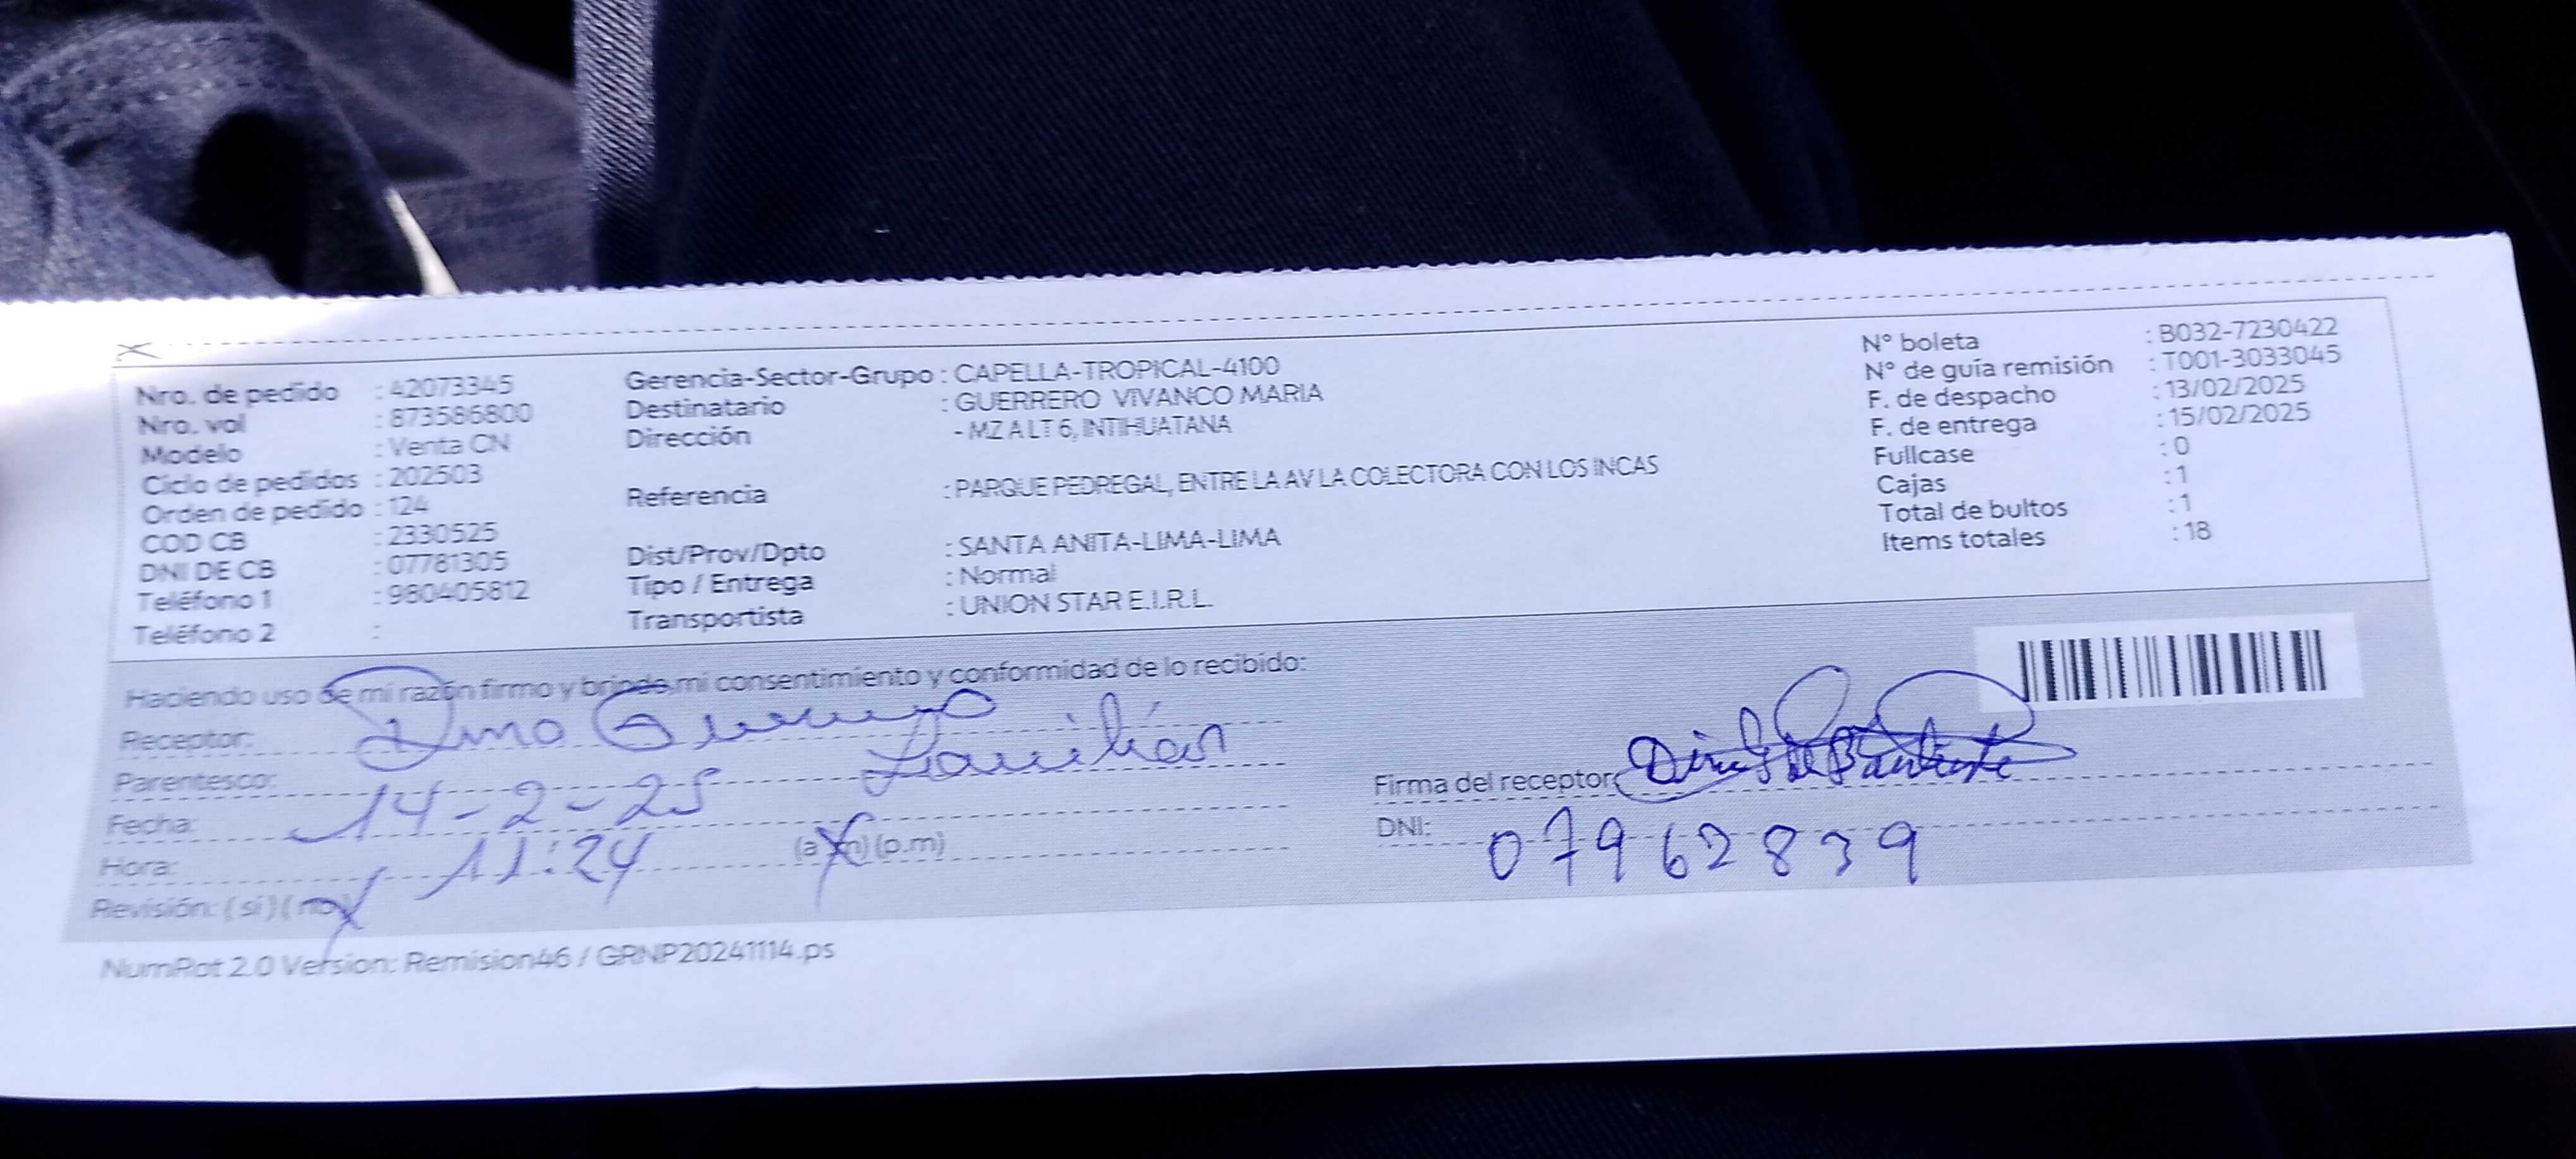 Nro. de pedido : 42073345
Nro. vol : 873586800
Modelo : Venta CN
Ciclo de pedidos : 202503
Orden de pedido : 124
COD CB : 2330525
DNI DE CB : 07781305
Teléfono 1 : 980405812
Teléfono 2 :
Gerencia-Sector-Grupo : CAPELLA-TROPICAL-4100
Destinatario : GUERRERO VIVANCO MARIA
Dirección - MZ A LT 6, INTIHUATANA
Referencia : PARQUE PEDREGAL, ENTRE LA AV LA COLECTORA CON LOS INCAS
Dist/Prov/Dpto : SANTA ANITA-LIMA-LIMA
Tipo / Entrega : Normal
Transportista : UNION STAR E.I.R.L.
N° boleta : B032-7230422
N° de guía remisión : T001-3033045
F. de despacho : 13/02/2025
F. de entrega : 15/02/2025
Fullcase : 0
Cajas : 1
Total de bultos : 1
Items totales : 18
Haciendo uso de mi razón firmo y brindo mi consentimiento y conformidad de lo recibido:
Receptor:
Parentesco: Familiar
Fecha: 14-2-25
Hora: 11:24 (a.m) (p.m)
Revisión: (si) (no)
Firma del receptor:
DNI: 07962839
NumRot 2.0 Version: Remision46 / GRNP20241114.ps